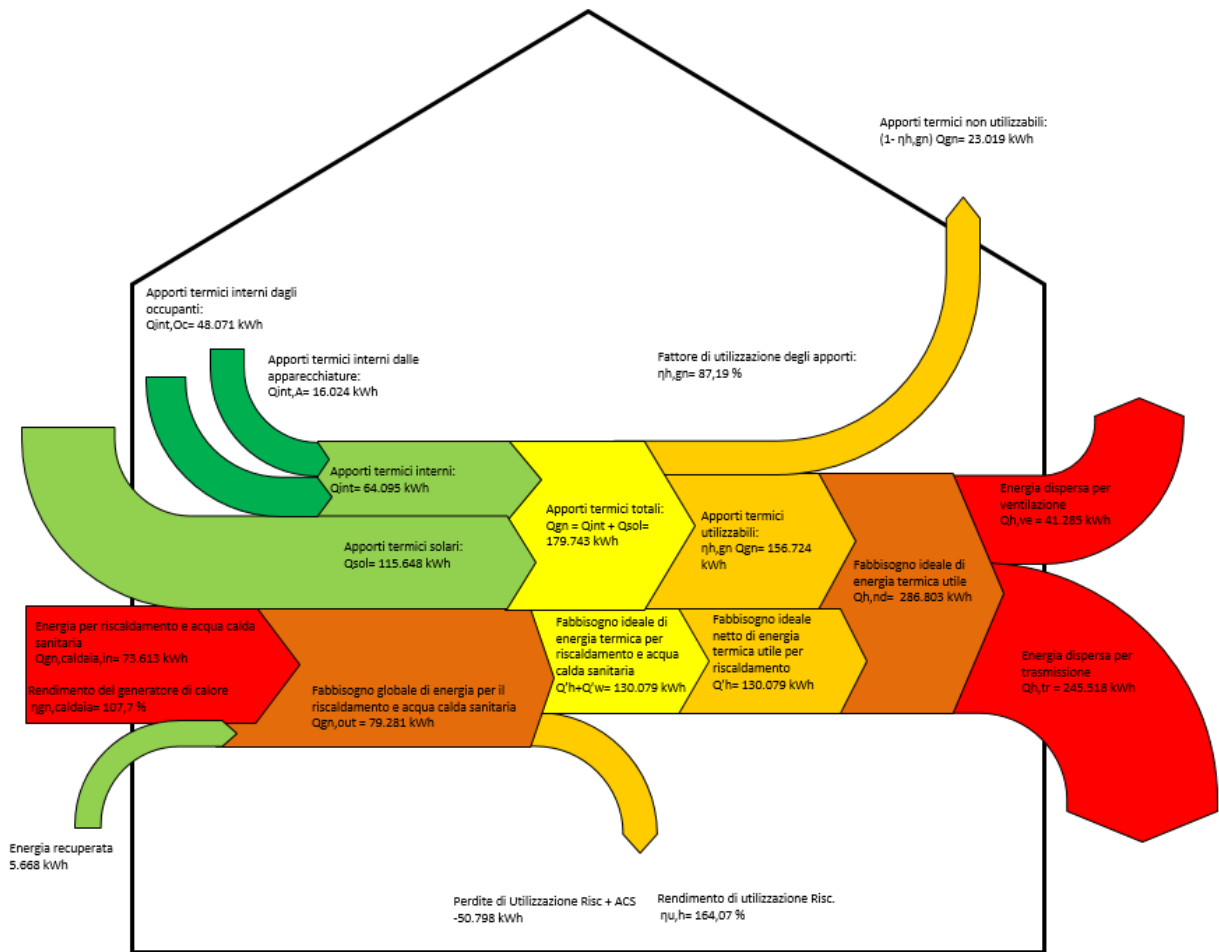 Apporti termici non utilizzabili:
(1- ηh,gn) Qgn= 23.019 kWh
Apporti termici interni dagli
occupanti:
Qint,Oc= 48.071 kWh
Apporti termici interni dalle
apparecchiature:
Qint,A= 16.024 kWh
Fattore di utilizzazione degli apporti:
ηh,gn= 87,19 %
Apporti termici interni:
Qint= 64.095 kWh
Apporti termici solari:
Qsol= 115.648 kWh
Apporti termici totali:
Qgn = Qint + Qsol=
179.743 kWh
Apporti termici
utilizzabili:
ηh,gn Qgn= 156.724
kWh
Fabbisogno ideale di
energia termica utile
Qh,nd= 286.803 kWh
Energia dispersa per
ventilazione
Qh,ve = 41.285 kWh
Energia dispersa per
trasmissione
Qh,tr = 245.518 kWh
Energia per riscaldamento e acqua calda
sanitaria
Qgn,caldaia,in= 73.613 kWh
Rendimento del generatore di calore
ηgn,caldaia= 107,7 %
Fabbisogno globale di energia per il
riscaldamento e acqua calda sanitaria
Qgn,out = 79.281 kWh
Fabbisogno ideale di
energia termica per
riscaldamento e acqua
calda sanitaria
Q'h+Q'w= 130.079 kWh
Fabbisogno ideale
netto di energia
termica utile per
riscaldamento
Q'h= 130.079 kWh
Energia recuperata
5.668 kWh
Perdite di Utilizzazione Risc + ACS
-50.798 kWh
Rendimento di utilizzazione Risc.
ηu,h= 164,07 %